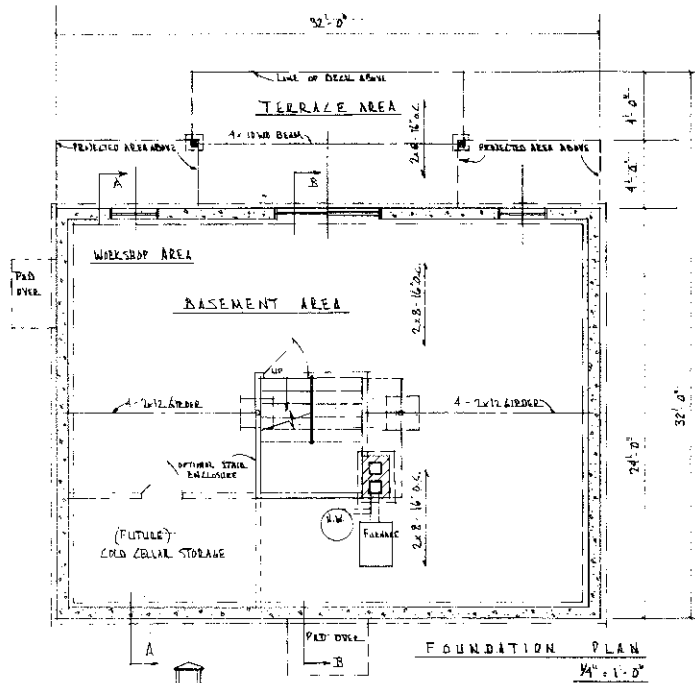 32'-0"
LINE OF DECK ABOVE
TERRACE AREA
4x10 WD BEAM
2x8-16"o.c.
4'-0"
PROJECTED AREA ABOVE
PROJECTED AREA ABOVE
4'-0"
A
B
WORKSHOP AREA
PAD
OVER
BASEMENT AREA
2x8-16"o.c.
UP
4-2x12 GIRDER
4-2x12 GIRDER
32'-0"
24'-0"
OPTIONAL STAIR
ENCLOSURE
H.W.
FURNACE
2x8-16"o.c.
(FUTURE)
COLD CELLAR STORAGE
A
PAD OVER
B
FOUNDATION PLAN
1/4" = 1'-0"